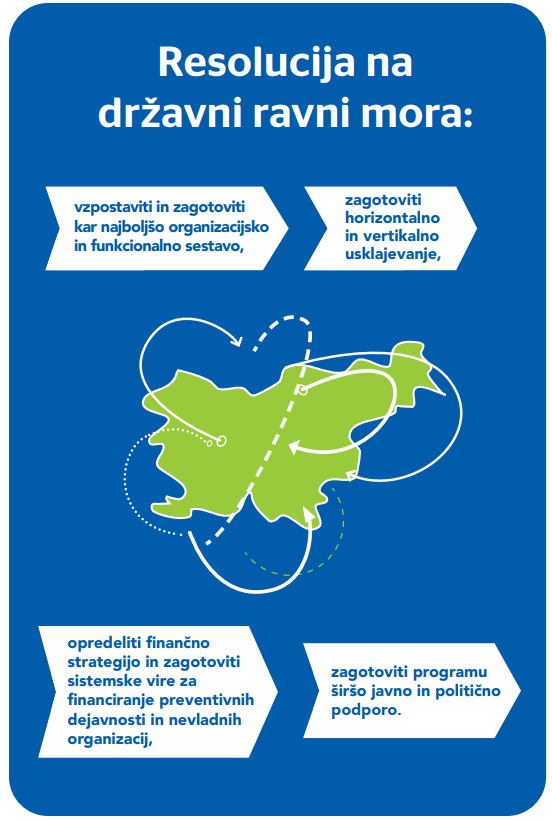 Resolucija na
državni ravni mora:
vzpostaviti in zagotoviti
kar najboljšo organizacijsko
in funkcionalno sestavo,
zagotoviti
horizontalno
in vertikalno
usklajevanje,
opredeliti finančno
strategijo in zagotoviti
sistemske vire za
financiranje preventivnih
dejavnosti in nevladnih
organizacij,
zagotoviti programu
širšo javno in politično
podporo.